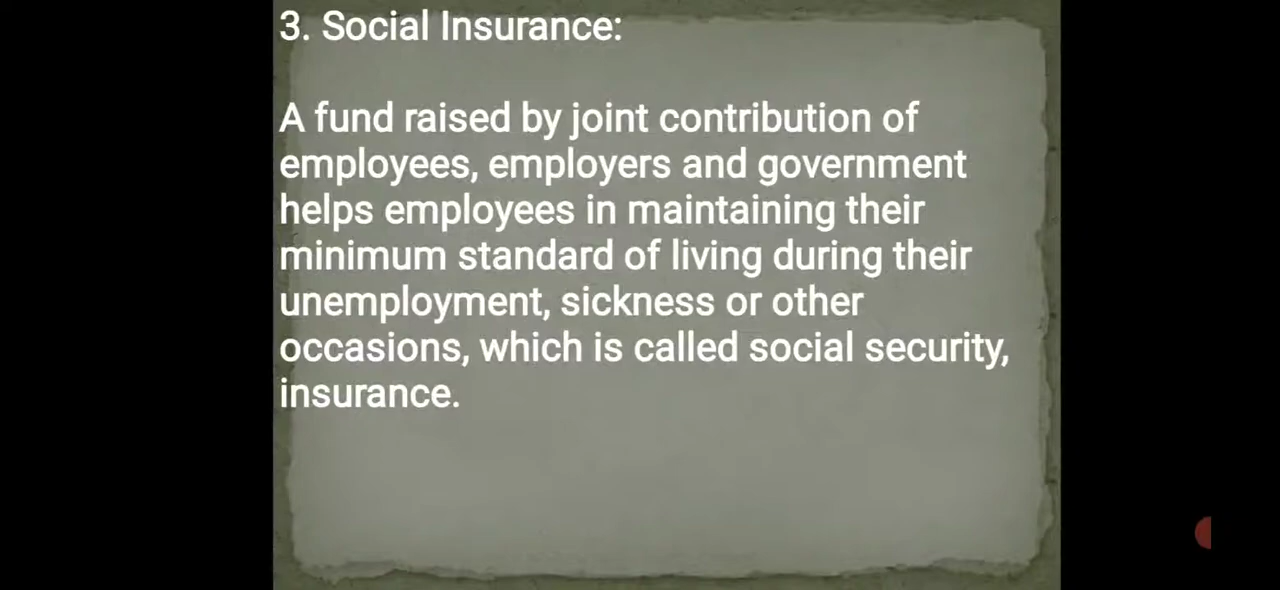 3. Social Insurance:
A fund raised by joint contribution of
employees, employers and government
helps employees in maintaining their
minimum standard of living during their
unemployment, sickness or other
occasions, which is called social security,
insurance.